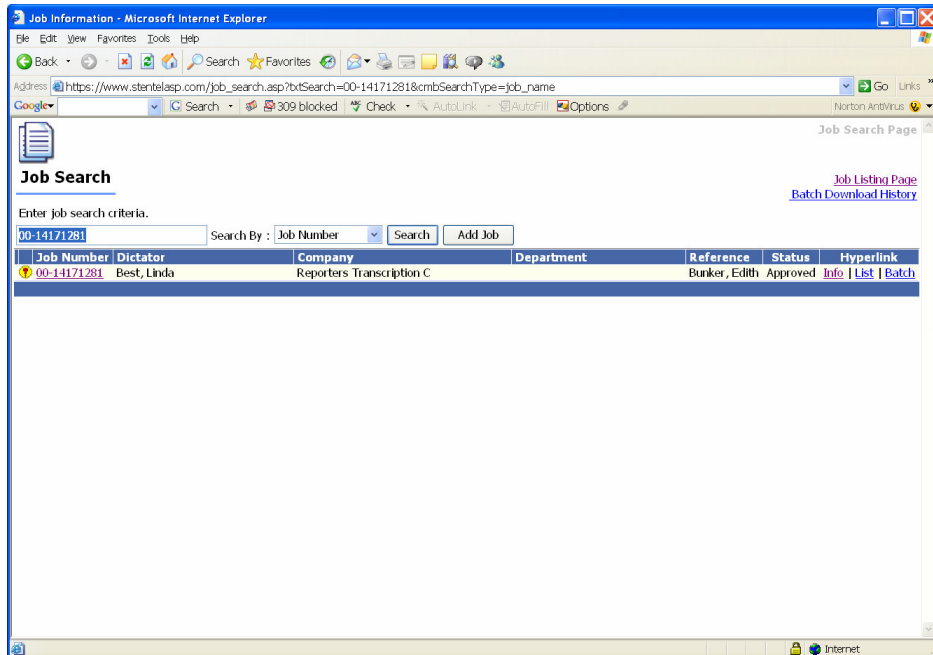 Job Information - Microsoft Internet Explorer
File Edit View Favorites Tools Help
Back Search Favorites
Address https://www.stentelasp.com/job_search.asp?txtSearch=00-14171281&cmbSearchType=job_name Go Links »
Google Search 309 blocked Check AutoLink AutoFill Options Norton AntiVirus
Job Search Page
Job Search
Job Listing Page
Batch Download History
Enter job search criteria.
00-14171281 Search By : Job Number Search Add Job
Job Number Dictator Company Department Reference Status Hyperlink
00-14171281 Best, Linda Reporters Transcription C Bunker, Edith Approved Info | List | Batch
Internet